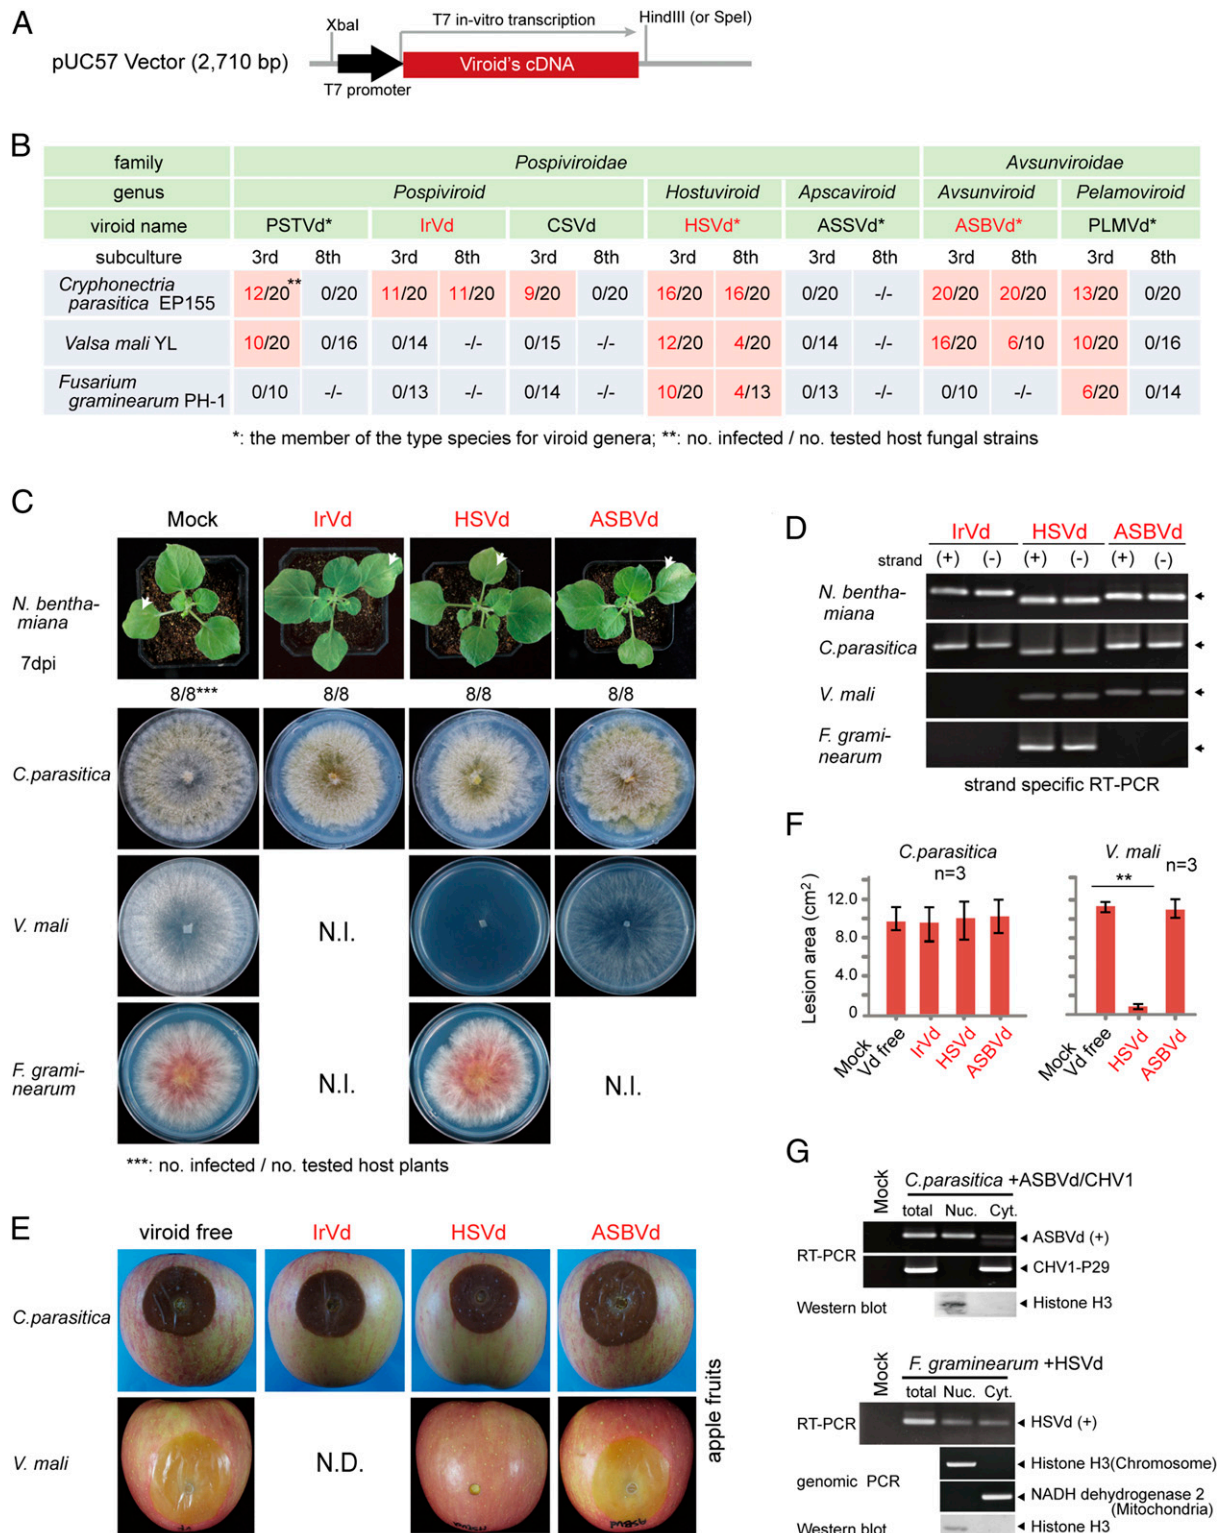 A
XbaI
T7 in-vitro transcription
HindIII (or SpeI)
pUC57 Vector (2,710 bp)
Viroid's cDNA
T7 promoter
B
family Pospiviroidae Avsunviroidae
genus Pospiviroid Hostuviroid Apscaviroid Avsunviroid Pelamoviroid
viroid name PSTVd* IrVd CSVd HSVd* ASSVd* ASBVd* PLMVd*
subculture 3rd 8th 3rd 8th 3rd 8th 3rd 8th 3rd 8th 3rd 8th 3rd 8th
Cryphonectria parasitica EP155 12/20** 0/20 11/20 11/20 9/20 0/20 16/20 16/20 0/20 -/- 20/20 20/20 13/20 0/20
Valsa mali YL 10/20 0/16 0/14 -/- 0/15 -/- 12/20 4/20 0/14 -/- 16/20 6/10 10/20 0/16
Fusarium graminearum PH-1 0/10 -/- 0/13 -/- 0/14 -/- 10/20 4/13 0/13 -/- 0/10 -/- 6/20 0/14
*: the member of the type species for viroid genera; **: no. infected / no. tested host fungal strains
C
Mock IrVd HSVd ASBVd
N. bentha-
miana
7dpi
8/8*** 8/8 8/8 8/8
C.parasitica
V. mali
N.I.
F. grami-
nearum
N.I.
N.I.
***: no. infected / no. tested host plants
D
IrVd HSVd ASBVd
strand (+) (-) (+) (-) (+) (-)
N. bentha-
miana
C.parasitica
V. mali
F. grami-
nearum
strand specific RT-PCR
E
viroid free IrVd HSVd ASBVd
C.parasitica
V. mali
N.D.
apple fruits
F
C.parasitica
n=3
V. mali
n=3
**
Lesion area (cm2)
12.0
8.0
4.0
0
Mock
Vd free
IrVd
HSVd
ASBVd
Mock
Vd free
HSVd
ASBVd
G
Mock
C.parasitica +ASBVd/CHV1
total Nuc. Cyt.
RT-PCR
ASBVd (+)
CHV1-P29
Western blot
Histone H3
Mock
F. graminearum +HSVd
total Nuc. Cyt.
RT-PCR
HSVd (+)
genomic PCR
Histone H3(Chromosome)
NADH dehydrogenase 2
(Mitochondria)
Western blot
Histone H3